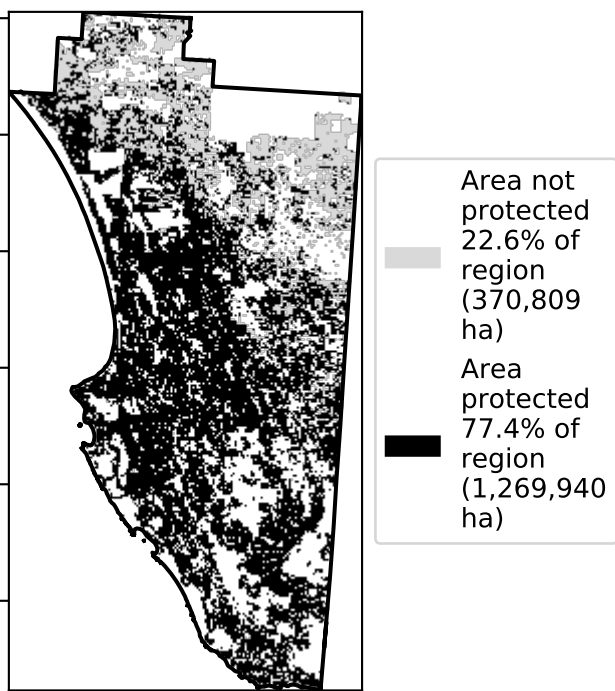 Area not
protected
22.6% of
region
(370,809
ha)
Area
protected
77.4% of
region
(1,269,940
ha)